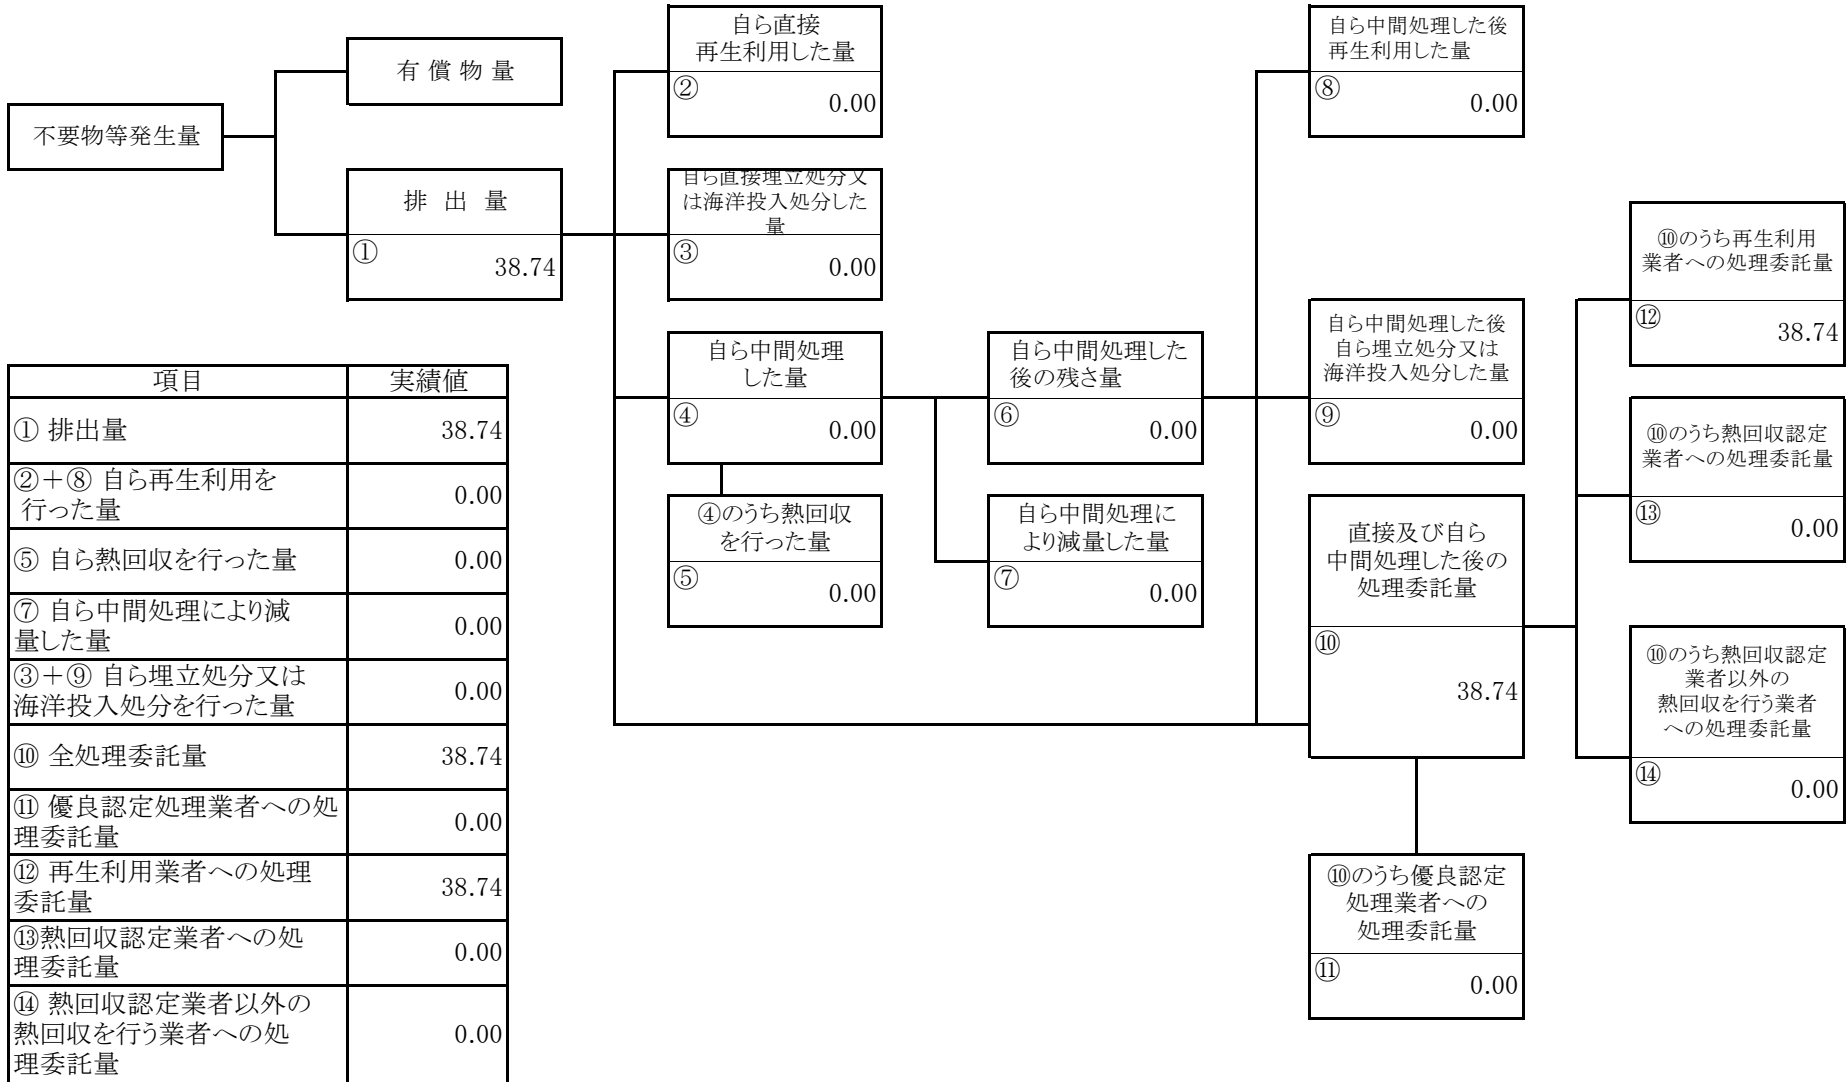 自ら直接
再生利用した量
②
0.00
自ら中間処理した後
再生利用した量
⑧
0.00
有償物量
不要物等発生量
排出量
①
38.74
自ら直接埋立処分又
は海洋投入処分した
量
③
0.00
⑩のうち再生利用
業者への処理委託量
⑫
38.74
自ら中間処理
した量
④
0.00
自ら中間処理した
後の残さ量
⑥
0.00
自ら中間処理した後
自ら埋立処分又は
海洋投入処分した量
⑨
0.00
⑩のうち熱回収認定
業者への処理委託量
⑬
0.00
④のうち熱回収
を行った量
⑤
0.00
自ら中間処理に
より減量した量
⑦
0.00
直接及び自ら
中間処理した後の
処理委託量
⑩
38.74
⑩のうち熱回収認定
業者以外の
熱回収を行う業者
への処理委託量
⑭
0.00
⑩のうち優良認定
処理業者への
処理委託量
⑪
0.00
項目 実績値
① 排出量 38.74
②+⑧ 自ら再生利用を
行った量 0.00
⑤ 自ら熱回収を行った量 0.00
⑦ 自ら中間処理により減
量した量 0.00
③+⑨ 自ら埋立処分又は
海洋投入処分を行った量 0.00
⑩ 全処理委託量 38.74
⑪ 優良認定処理業者への処
理委託量 0.00
⑫ 再生利用業者への処理
委託量 38.74
⑬熱回収認定業者への処
理委託量 0.00
⑭ 熱回収認定業者以外の
熱回収を行う業者への処
理委託量 0.00